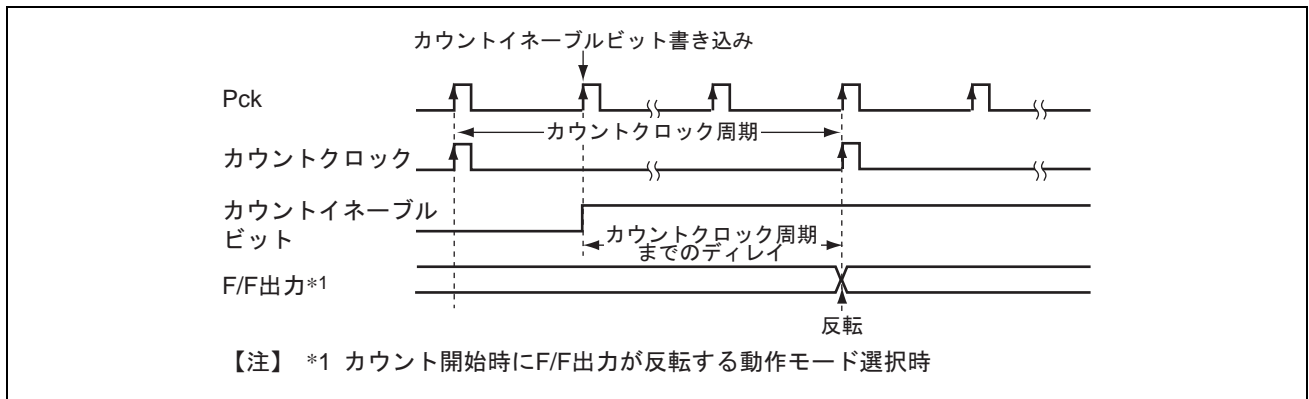 カウントイネーブルビット書き込み
Pck
カウントクロック周期
カウントクロック
カウントイネーブル
ビット
カウントクロック周期
までのディレイ
F/F出力*1
反転
【注】 *1 カウント開始時にF/F出力が反転する動作モード選択時